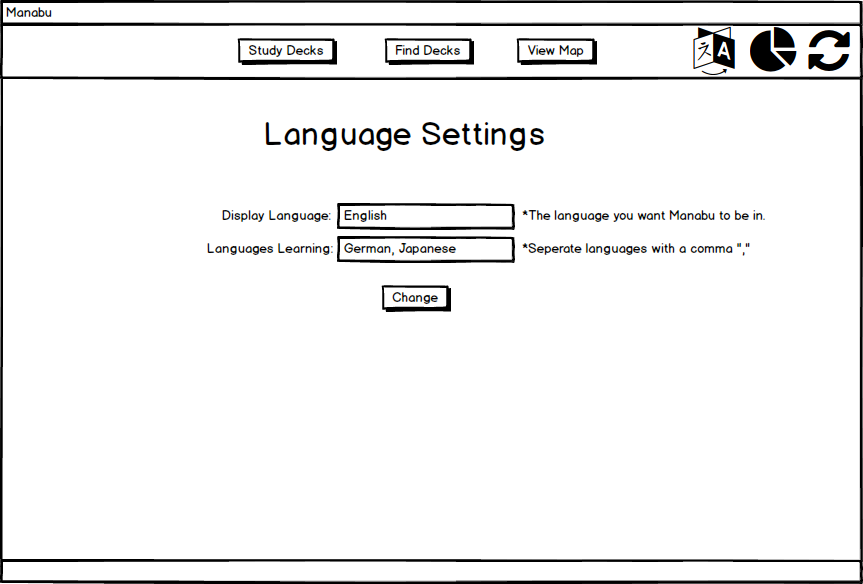 Manabu
Study Decks
Find Decks
View Map
A
Language Settings
Display Language: English *The language you want Manabu to be in.
Languages Learning: German, Japanese *Seperate languages with a comma ","
Change